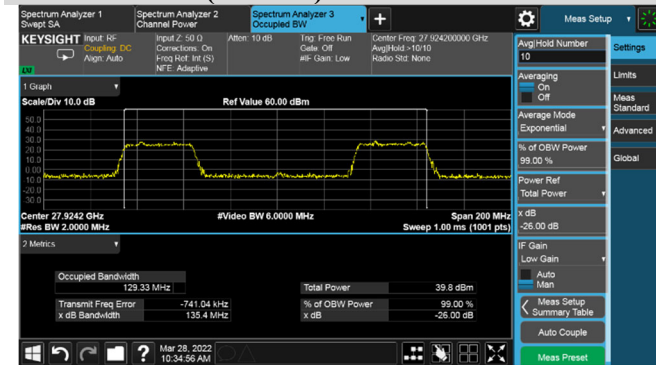 Spectrum Analyzer 1
Swept SA
Spectrum Analyzer 2
Channel Power
Spectrum Analyzer 3
Occupied BW
Meas Setup
KEYSIGHT
Input: RF
Coupling: DC
Align: Auto
Input Z: 50 Ω
Corrections: On
Freq Ref: Int (S)
NFE: Adaptive
Atten: 10 dB
Trig: Free Run
Gate: Off
#IF Gain: Low
Center Freq: 27.924200000 GHz
Avg|Hold >10/10
Radio Std: None
LXI
1 Graph
Scale/Div 10.0 dB
Ref Value 60.00 dBm
50.0
40.0
30.0
20.0
10.0
0.00
-10.0
-20.0
-30.0
Center 27.9242 GHz
#Res BW 2.0000 MHz
#Video BW 6.0000 MHz
Span 200 MHz
Sweep 1.00 ms (1001 pts)
2 Metrics
Occupied Bandwidth
129.33 MHz
Total Power 39.8 dBm
Transmit Freq Error -741.04 kHz
% of OBW Power 99.00 %
x dB Bandwidth 135.4 MHz
x dB -26.00 dB
Mar 28, 2022
10:34:56 AM
?
Avg|Hold Number
10
Averaging
On
Off
Average Mode
Exponential
% of OBW Power
99.00 %
Power Ref
Total Power
x dB
-26.00 dB
IF Gain
Low Gain
Auto
Man
Meas Setup
Summary Table
Auto Couple
Meas Preset
Settings
Limits
Meas
Standard
Advanced
Global